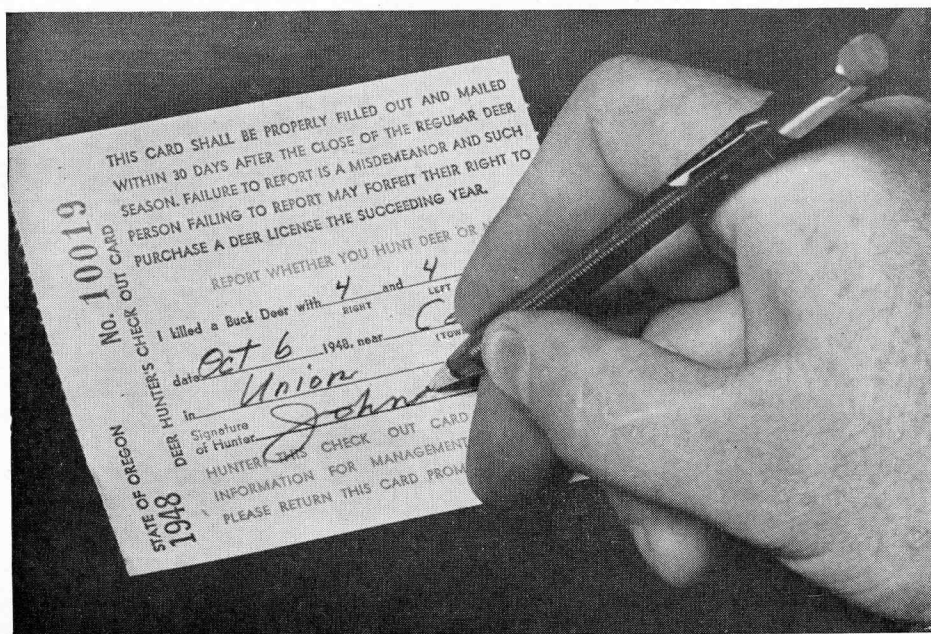 THIS CARD SHALL BE PROPERLY FILLED OUT AND MAILED
WITHIN 30 DAYS AFTER THE CLOSE OF THE REGULAR DEER
SEASON. FAILURE TO REPORT IS A MISDEMEANOR AND SUCH
PERSON FAILING TO REPORT MAY FORFEIT THEIR RIGHT TO
PURCHASE A DEER LICENSE THE SUCCEEDING YEAR.
REPORT WHETHER YOU HUNT DEER OR
I killed a Buck Deer with 4 and 4
RIGHT LEFT
date Oct 6 1948, near
in Union
Signature
of Hunter John
HUNTER: THIS CHECK OUT CARD
INFORMATION FOR MANAGEMENT
PLEASE RETURN THIS CARD
No. 10019
DEER HUNTER'S CHECK OUT CARD
STATE OF OREGON
1948